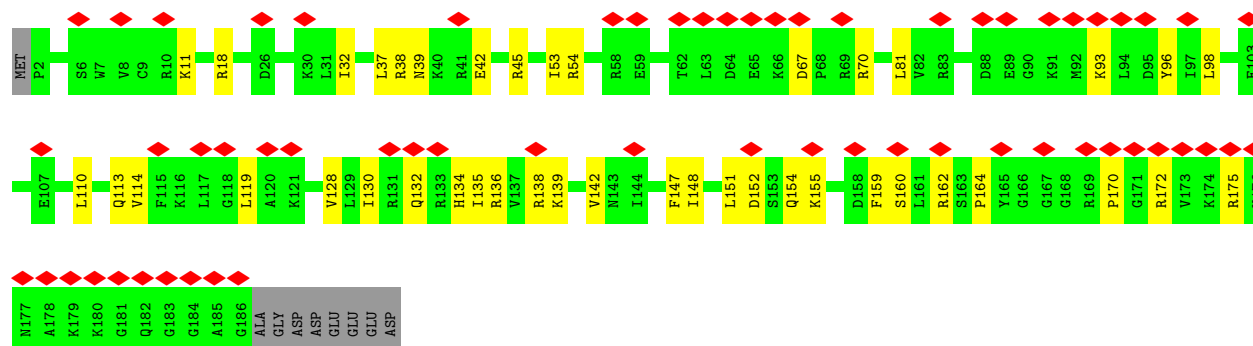 MET P2 S6 W7 V8 C9 R10 K11 R18 D26 K30 L31 I32 L37 R38 N39 K40 R41 E42 R45 I53 R54 R58 E59 T62 L63 D64 E65 K66 D67 P68 R69 R70 L81 V82 R83 D88 E89 G90 K91 M92 K93 L94 D95 Y96 I97 L98
E107 L110 Q113 V114 F115 K116 L117 G118 L119 A120 K121 V128 L129 I130 R131 Q132 R133 H134 I135 R136 V137 R138 K139 V142 N143 I144 F147 I148 L151 D152 S153 Q154 K155 D158 F159 S160 L161 R162 S163 P164 Y165 G166 G167 G168 R169 P170 G171 R172 V173 K174 R175
N177 A178 K179 K180 G181 Q182 G183 G184 A185 G186 ALA GLY ASP ASP GLU GLU GLU ASP